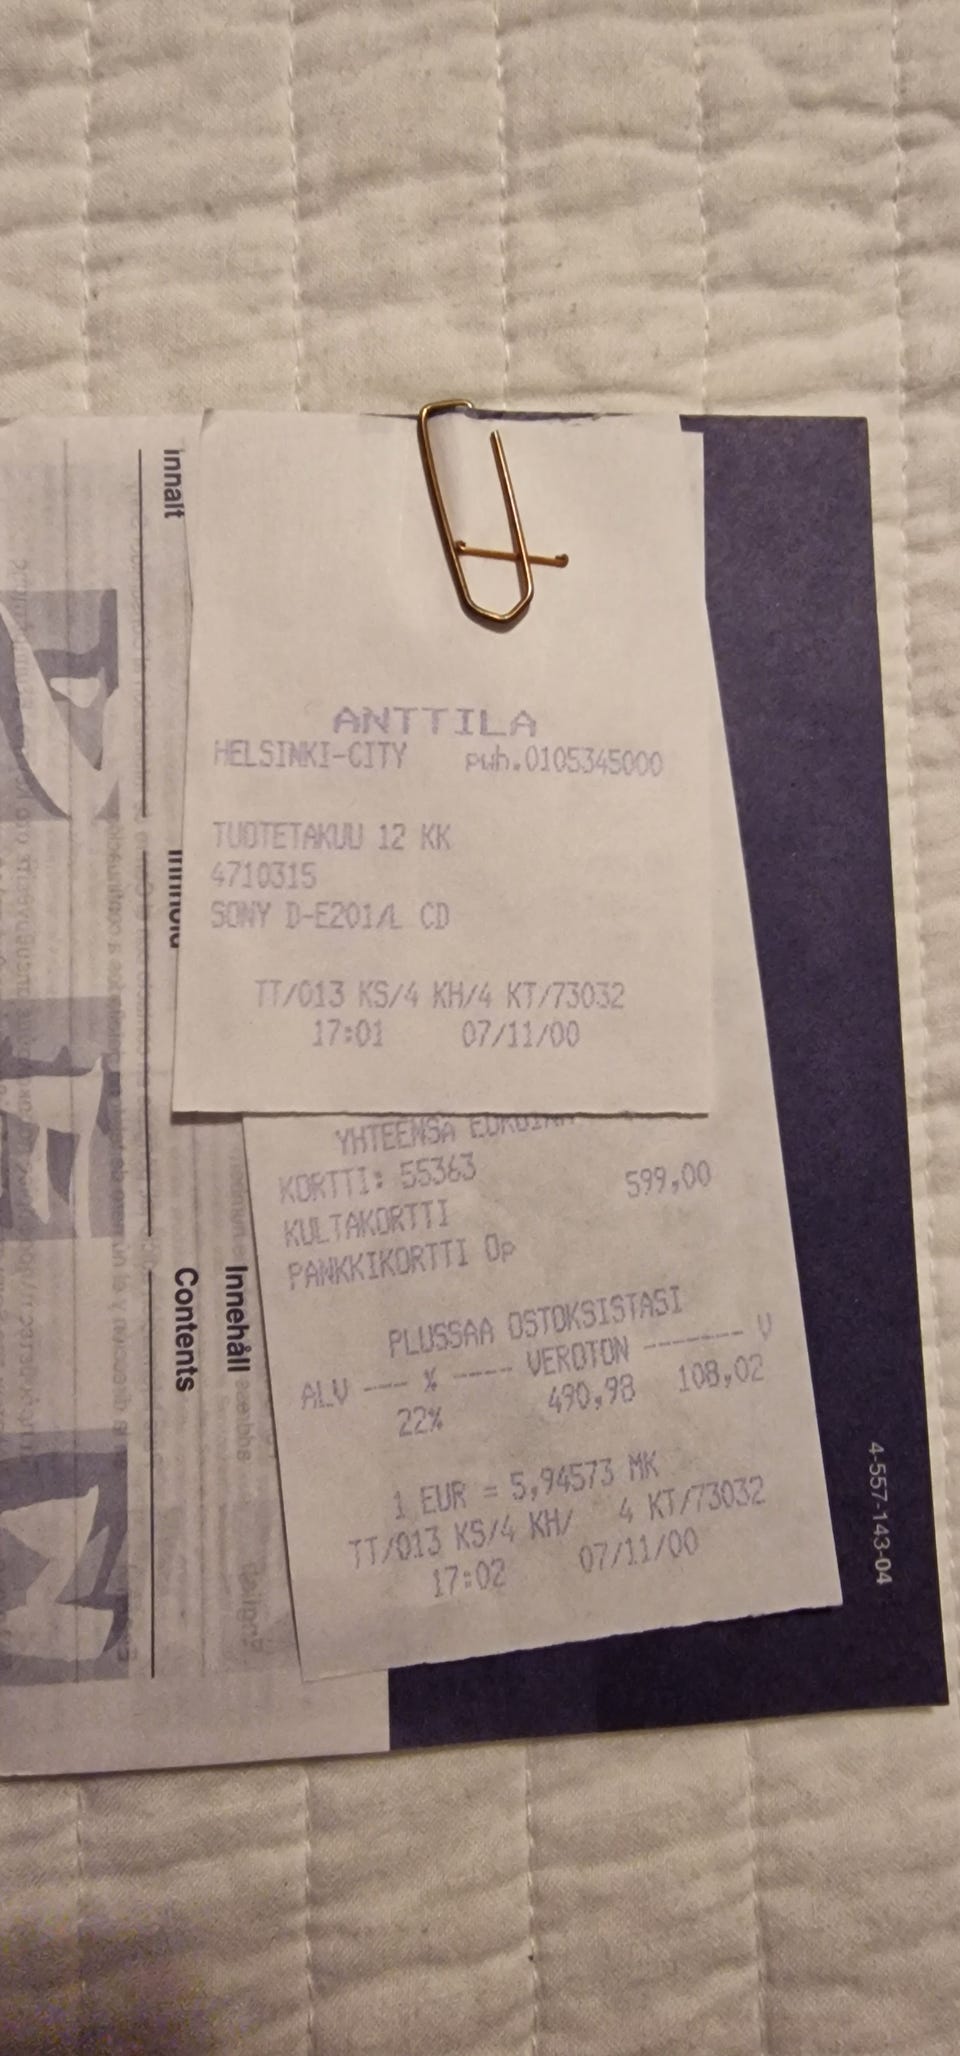 ANTTILA
HELSINKI-CITY pwh.0105345000
TUOTETAKUU 12 KK
4710315
SONY D-E201/L CD
TT/013 KS/4 KH/4 KT/73032
17:01 07/11/00
YHTEENSA
KORTTI: 55363 599,00
KULTAKORTTI
PANKKIKORTTI Op
PLUSSAA OSTOKSISTASI
ALV --- % ---- VEROTON ------- V
22% 490,98 108,02
1 EUR = 5,94573 MK
TT/013 KS/4 KH/ 4 KT/73032
17:02 07/11/00
Innehåll
Contents
4-557-143-04